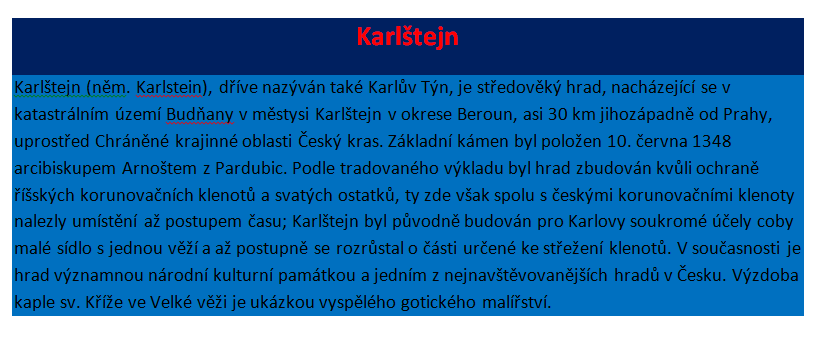 Karlštejn
Karlštejn (něm. Karlstein), dříve nazýván také Karlův Týn, je středověký hrad, nacházející se v
katastrálním území Budňany v městysi Karlštejn v okrese Beroun, asi 30 km jihozápadně od Prahy,
uprostřed Chráněné krajinné oblasti Český kras. Základní kámen byl položen 10. června 1348
arcibiskupem Arnoštem z Pardubic. Podle tradovaného výkladu byl hrad zbudován kvůli ochraně
říšských korunovačních klenotů a svatých ostatků, ty zde však spolu s českými korunovačními klenoty
nalezly umístění až postupem času; Karlštejn byl původně budován pro Karlovy soukromé účely coby
malé sídlo s jednou věží a až postupně se rozrůstal o části určené ke střežení klenotů. V současnosti je
hrad významnou národní kulturní památkou a jedním z nejnavštěvovanějších hradů v Česku. Výzdoba
kaple sv. Kříže ve Velké věži je ukázkou vyspělého gotického malířství.